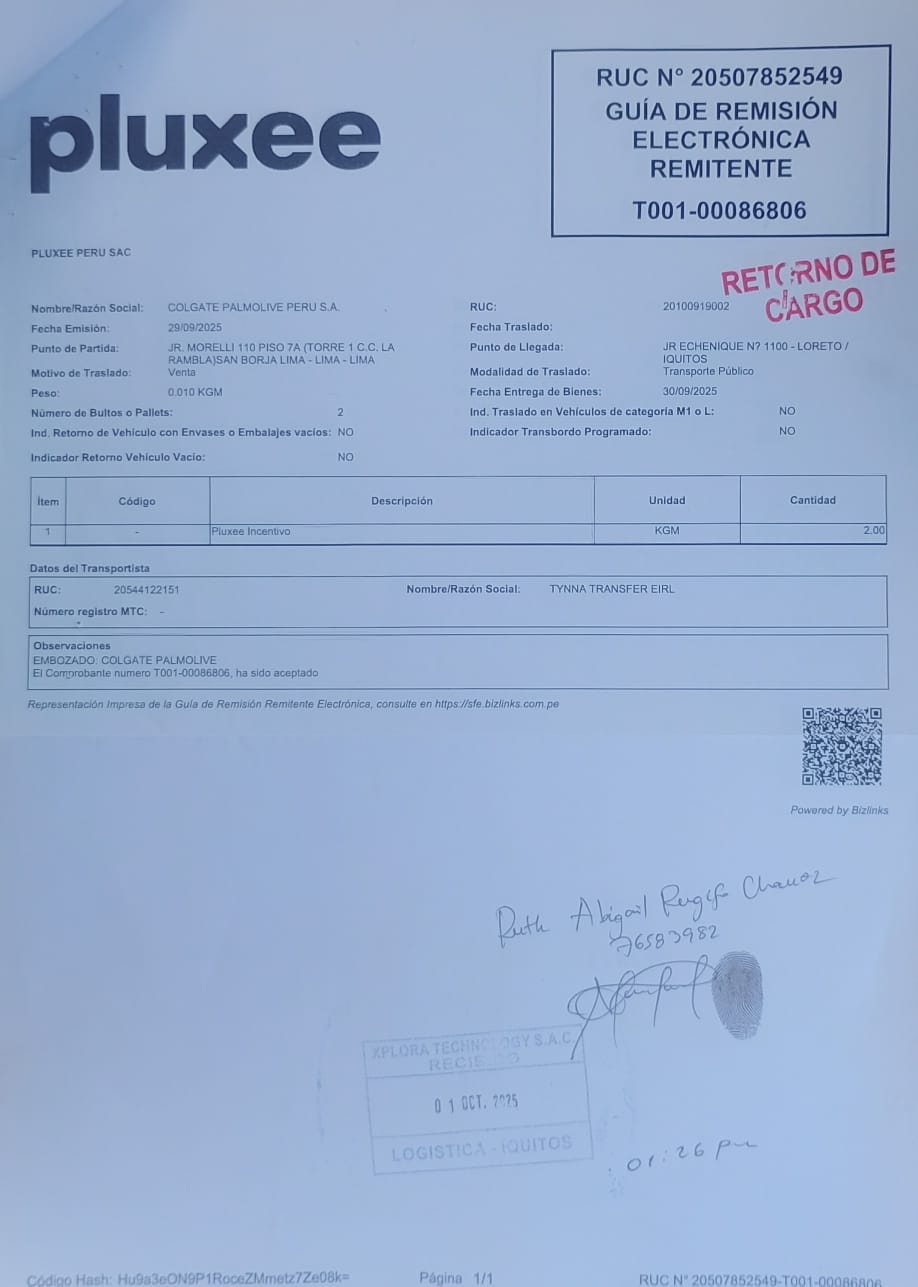 pluxee
RUC N° 20507852549
GUÍA DE REMISIÓN
ELECTRÓNICA
REMITENTE
T001-00086806
PLUXEE PERU SAC
RETORNO DE
CARGO
Nombre/Razón Social: COLGATE PALMOLIVE PERU S.A. RUC: 20100919002
Fecha Emisión: 29/09/2025 Fecha Traslado:
Punto de Partida: JR. MORELLI 110 PISO 7A (TORRE 1 C.C. LA Punto de Llegada: JR ECHENIQUE N? 1100 - LORETO /
RAMBLA)SAN BORJA LIMA - LIMA - LIMA IQUITOS
Motivo de Traslado: Venta Modalidad de Traslado: Transporte Público
Peso: 0.010 KGM Fecha Entrega de Bienes: 30/09/2025
Número de Bultos o Pallets: 2 Ind. Traslado en Vehículos de categoría M1 o L: NO
Ind. Retorno de Vehículo con Envases o Embalajes vacíos: NO Indicador Transbordo Programado: NO
Indicador Retorno Vehículo Vacio: NO
Ítem Código Descripción Unidad Cantidad
1 - Pluxee Incentivo KGM 2.00
Datos del Transportista
RUC: 20544122151 Nombre/Razón Social: TYNNA TRANSFER EIRL
Número registro MTC: -
Observaciones
EMBOZADO: COLGATE PALMOLIVE
El Comprobante numero T001-00086806, ha sido aceptado
Representación Impresa de la Guía de Remisión Remitente Electrónica, consulte en https://sfe.bizlinks.com.pe
Powered by Bizlinks
Ruth Abigail Chavez
76583982
XPLORA TECHNOLOGY S.A.C.
RECIBIDO
01 OCT. 2025
LOGISTICA - IQUITOS
01:26 pm
Código Hash: Hu9a3eON9P1RoceZMmetz7Ze08k= Página 1/1 RUC N° 20507852549-T001-00086806